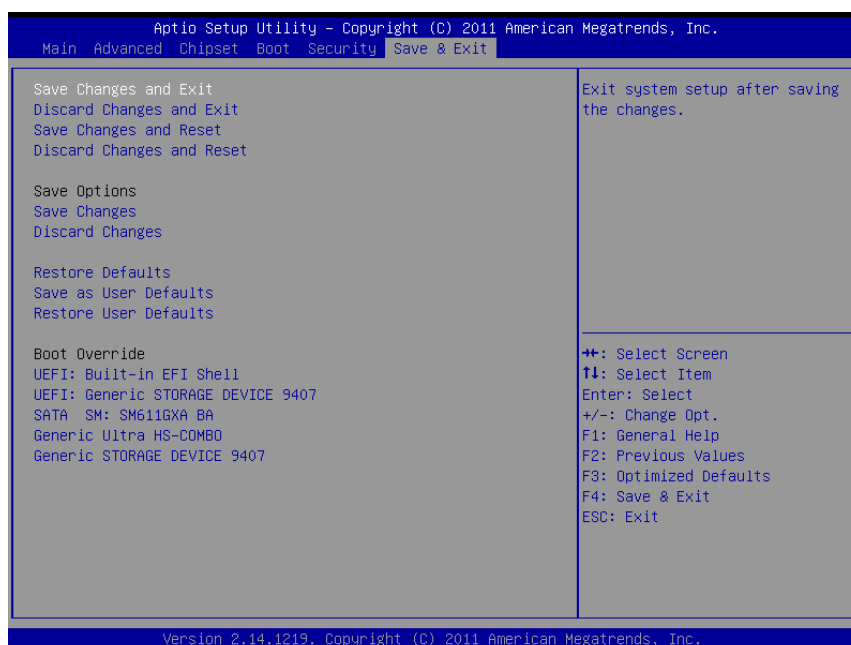 Aptio Setup Utility – Copyright (C) 2011 American Megatrends, Inc.
Main Advanced Chipset Boot Security Save & Exit
Save Changes and Exit
Discard Changes and Exit
Save Changes and Reset
Discard Changes and Reset
Save Options
Save Changes
Discard Changes
Restore Defaults
Save as User Defaults
Restore User Defaults
Boot Override
UEFI: Built-in EFI Shell
UEFI: Generic STORAGE DEVICE 9407
SATA SM: SM611GXA BA
Generic Ultra HS-COMBO
Generic STORAGE DEVICE 9407
Exit system setup after saving
the changes.
→←: Select Screen
↑↓: Select Item
Enter: Select
+/-: Change Opt.
F1: General Help
F2: Previous Values
F3: Optimized Defaults
F4: Save & Exit
ESC: Exit
Version 2.14.1219. Copyright (C) 2011 American Megatrends, Inc.